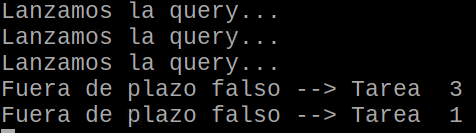 Lanzamos la query...
Lanzamos la query...
Lanzamos la query...
Fuera de plazo falso --> Tarea  3
Fuera de plazo falso --> Tarea  1